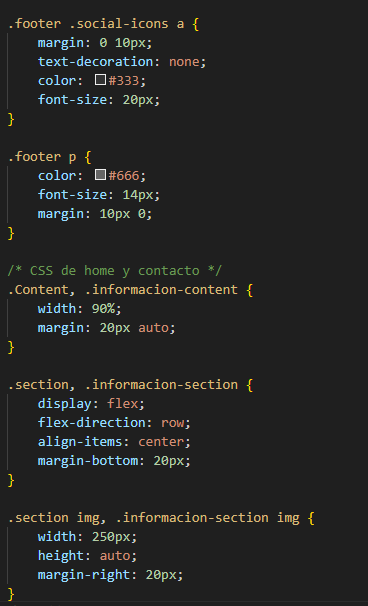 .footer .social-icons a {
    margin: 0 10px;
    text-decoration: none;
    color: #333;
    font-size: 20px;
}

.footer p {
    color: #666;
    font-size: 14px;
    margin: 10px 0;
}

/* CSS de home y contacto */
.Content, .informacion-content {
    width: 90%;
    margin: 20px auto;
}

.section, .informacion-section {
    display: flex;
    flex-direction: row;
    align-items: center;
    margin-bottom: 20px;
}

.section img, .informacion-section img {
    width: 250px;
    height: auto;
    margin-right: 20px;
}